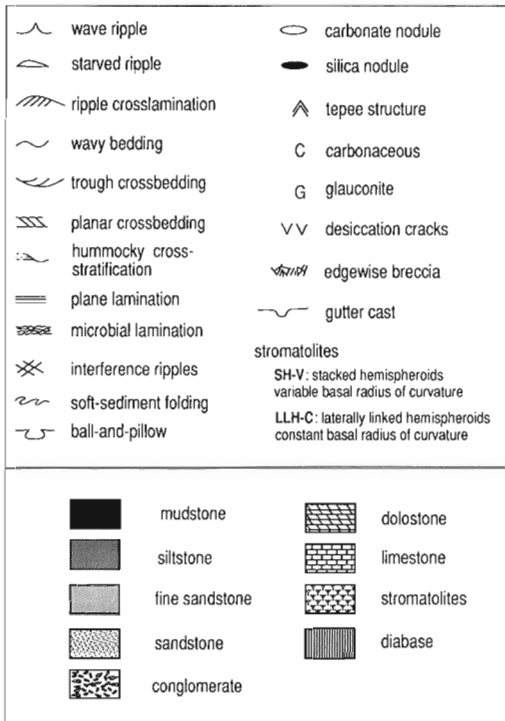 wave ripple
starved ripple
ripple crosslamination
wavy bedding
trough crossbedding
planar crossbedding
hummocky cross-
stratification
plane lamination
microbial lamination
interference ripples
soft-sediment folding
ball-and-pillow
carbonate nodule
silica nodule
tepee structure
C carbonaceous
G glauconite
desiccation cracks
edgewise breccia
gutter cast
stromatolites
SH-V: stacked hemispheroids
variable basal radius of curvature
LLH-C: laterally linked hemispheroids
constant basal radius of curvature
mudstone
siltstone
fine sandstone
sandstone
conglomerate
dolostone
limestone
stromatolites
diabase